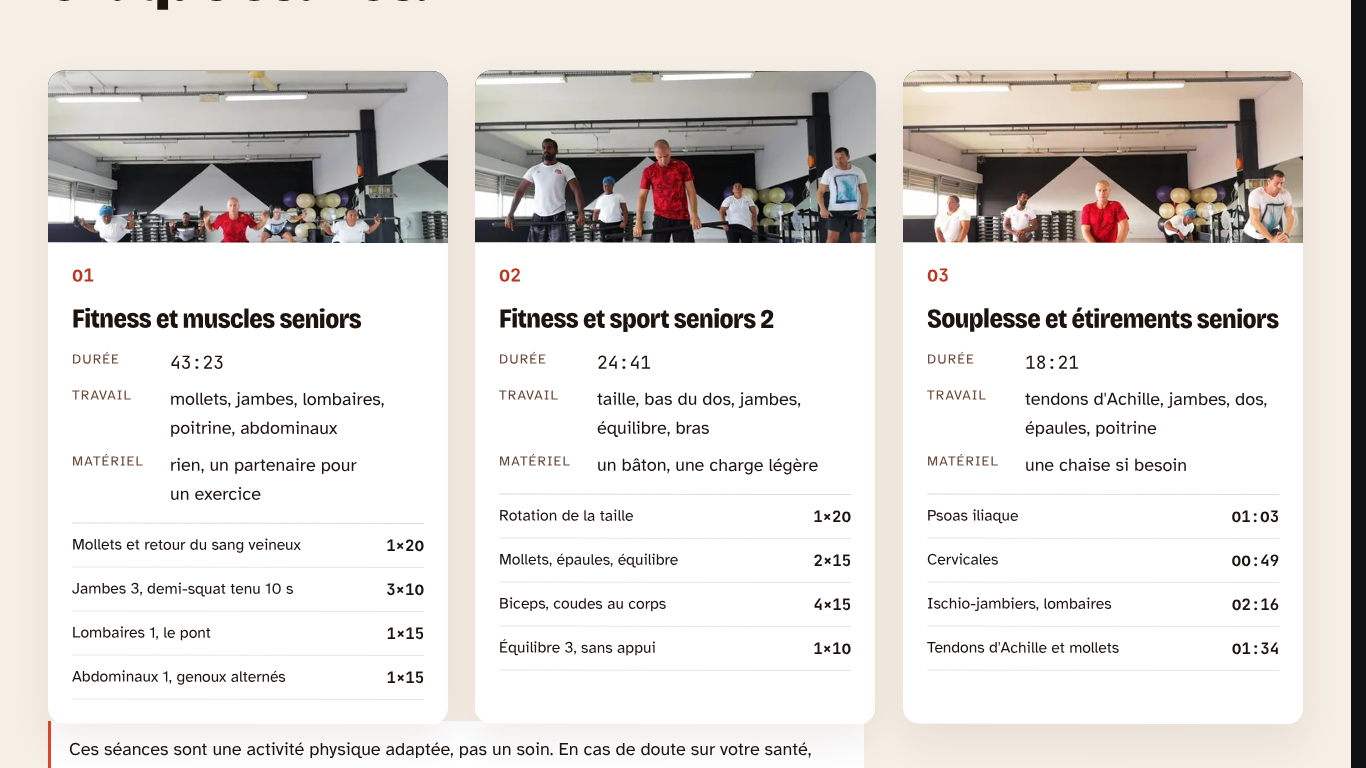 01
Fitness et muscles seniors
DURÉE 43:23
TRAVAIL mollets, jambes, lombaires,
poitrine, abdominaux
MATÉRIEL rien, un partenaire pour
un exercice
Mollets et retour du sang veineux 1×20
Jambes 3, demi-squat tenu 10 s 3×10
Lombaires 1, le pont 1×15
Abdominaux 1, genoux alternés 1×15
02
Fitness et sport seniors 2
DURÉE 24:41
TRAVAIL taille, bas du dos, jambes,
équilibre, bras
MATÉRIEL un bâton, une charge légère
Rotation de la taille 1×20
Mollets, épaules, équilibre 2×15
Biceps, coudes au corps 4×15
Équilibre 3, sans appui 1×10
03
Souplesse et étirements seniors
DURÉE 18:21
TRAVAIL tendons d'Achille, jambes, dos,
épaules, poitrine
MATÉRIEL une chaise si besoin
Psoas iliaque 01:03
Cervicales 00:49
Ischio-jambiers, lombaires 02:16
Tendons d'Achille et mollets 01:34
Ces séances sont une activité physique adaptée, pas un soin. En cas de doute sur votre santé,